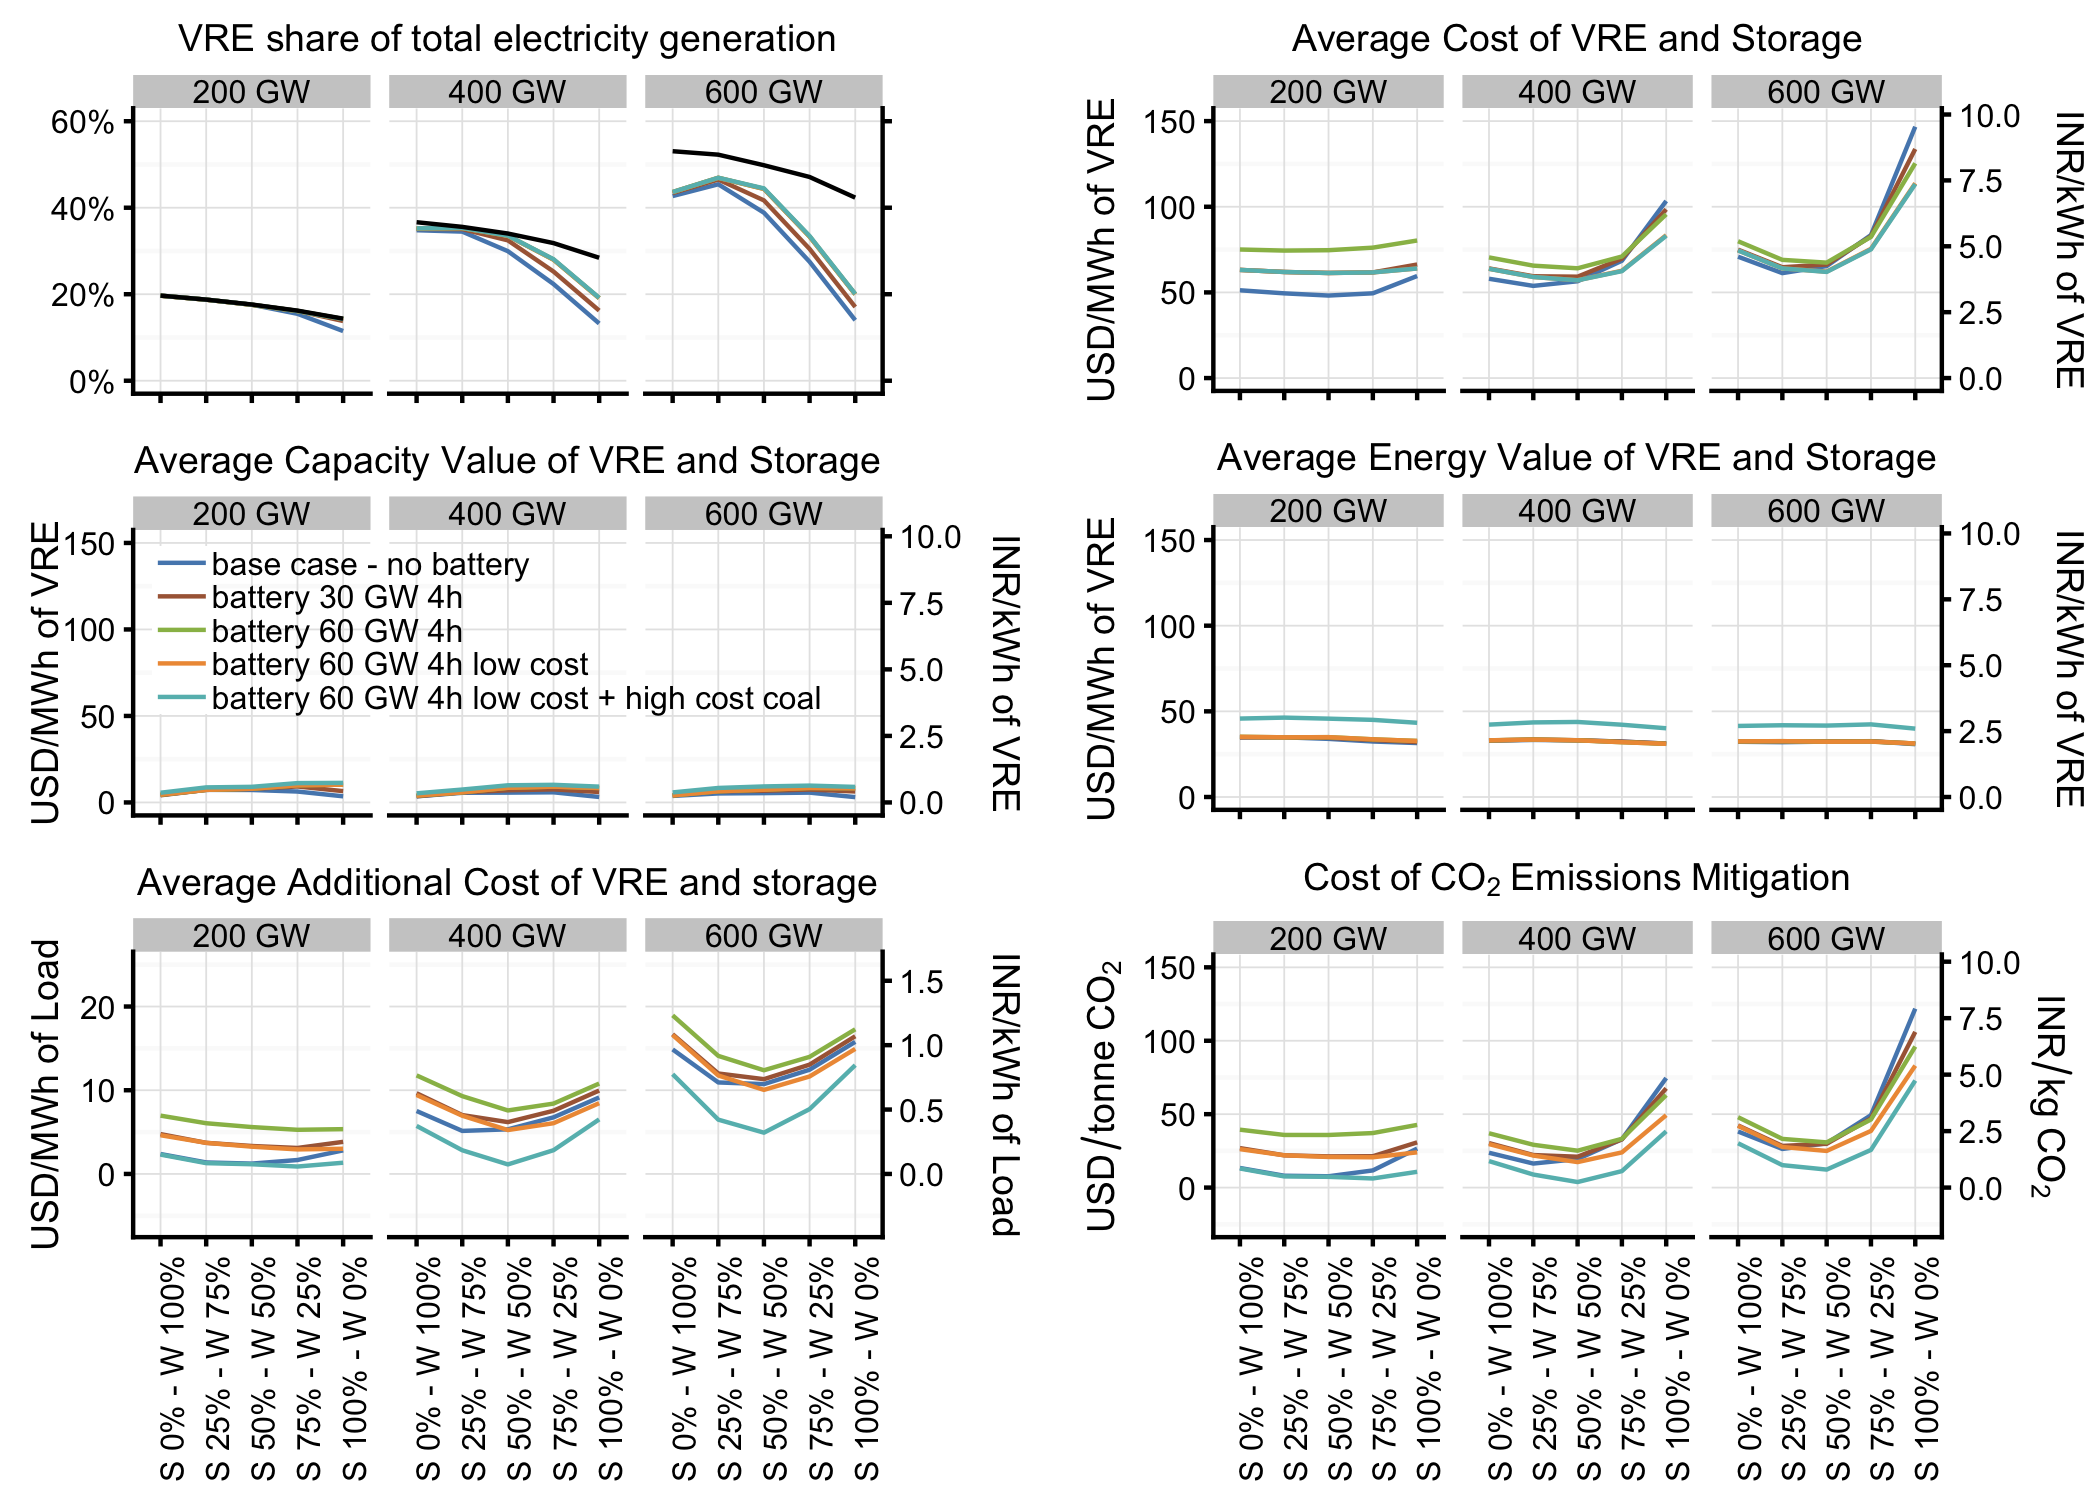 VRE share of total electricity generation
200 GW 400 GW 600 GW
60%
40%
20%
0%
Average Cost of VRE and Storage
200 GW 400 GW 600 GW
USD/MWh of VRE
150
100
50
0
10.0
7.5
5.0
2.5
0.0
INR/kWh of VRE
Average Capacity Value of VRE and Storage
200 GW 400 GW 600 GW
USD/MWh of VRE
150
100
50
0
base case - no battery
battery 30 GW 4h
battery 60 GW 4h
battery 60 GW 4h low cost
battery 60 GW 4h low cost + high cost coal
10.0
7.5
5.0
2.5
0.0
INR/kWh of VRE
Average Energy Value of VRE and Storage
200 GW 400 GW 600 GW
USD/MWh of VRE
150
100
50
0
10.0
7.5
5.0
2.5
0.0
INR/kWh of VRE
Average Additional Cost of VRE and storage
200 GW 400 GW 600 GW
USD/MWh of Load
20
10
0
1.5
1.0
0.5
0.0
INR/kWh of Load
S 0% - W 100%
S 25% - W 75%
S 50% - W 50%
S 75% - W 25%
S 100% - W 0%
S 0% - W 100%
S 25% - W 75%
S 50% - W 50%
S 75% - W 25%
S 100% - W 0%
S 0% - W 100%
S 25% - W 75%
S 50% - W 50%
S 75% - W 25%
S 100% - W 0%
Cost of CO₂ Emissions Mitigation
200 GW 400 GW 600 GW
USD/tonne CO₂
150
100
50
0
10.0
7.5
5.0
2.5
0.0
INR/kg CO₂
S 0% - W 100%
S 25% - W 75%
S 50% - W 50%
S 75% - W 25%
S 100% - W 0%
S 0% - W 100%
S 25% - W 75%
S 50% - W 50%
S 75% - W 25%
S 100% - W 0%
S 0% - W 100%
S 25% - W 75%
S 50% - W 50%
S 75% - W 25%
S 100% - W 0%